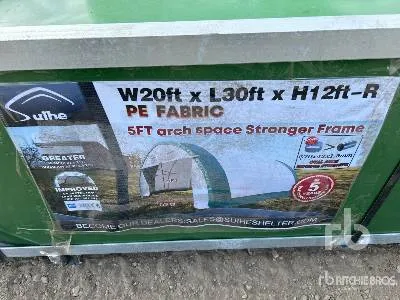 Suihe
W20ft x L30ft x H12ft-R
PE FABRIC
5FT arch space Stronger Frame
GREATER
IMPROVED
5
BECOME OUR DEALERS:SALES@SUIHESHELTER.COM
rb
RITCHIE BROS.